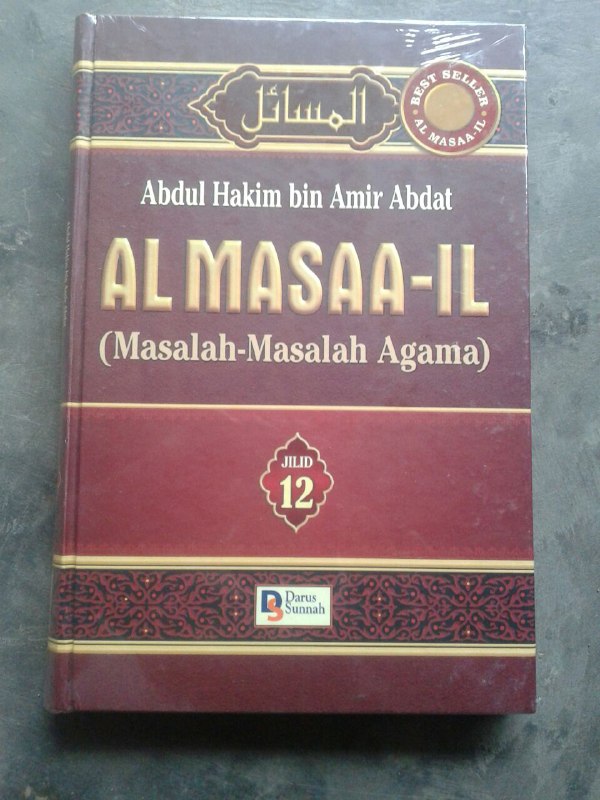 المسائل
BEST SELLER
AL MASAA-IL
Abdul Hakim bin Amir Abdat
AL MASAA-IL
(Masalah-Masalah Agama)
JILID
12
DS
Darus
Sunnah